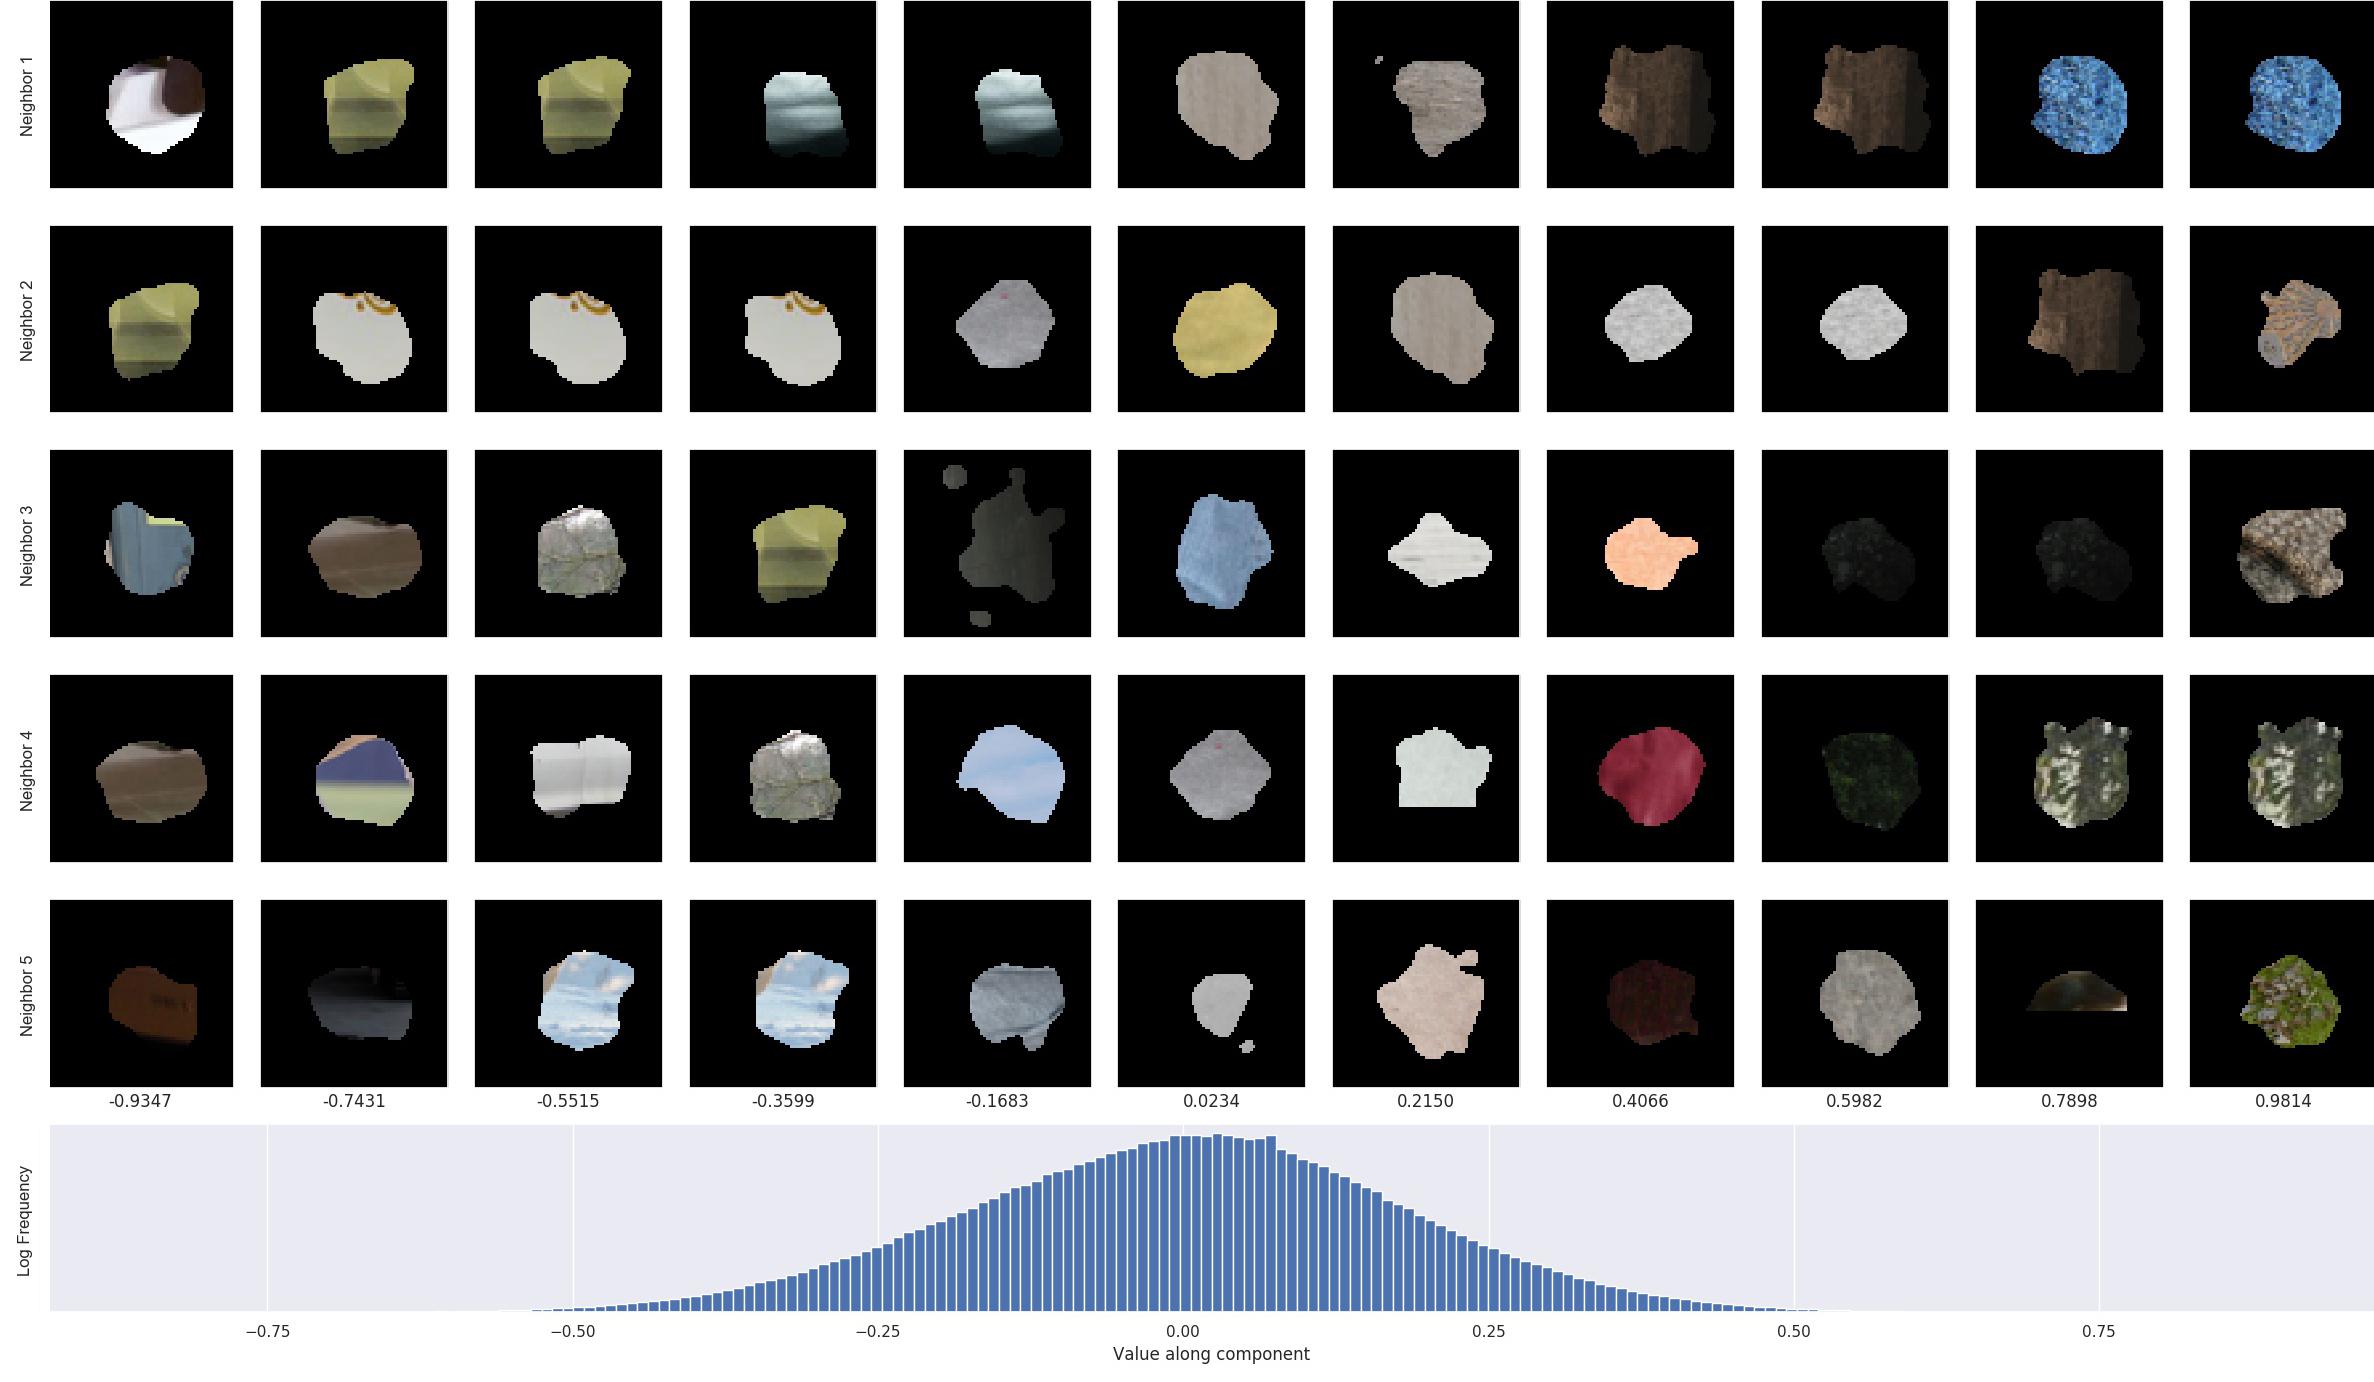 Neighbor 1
Neighbor 2
Neighbor 3
Neighbor 4
Neighbor 5
-0.9347 -0.7431 -0.5515 -0.3599 -0.1683 0.0234 0.2150 0.4066 0.5982 0.7898 0.9814
Log Frequency
−0.75 −0.50 −0.25 0.00 0.25 0.50 0.75
Value along component